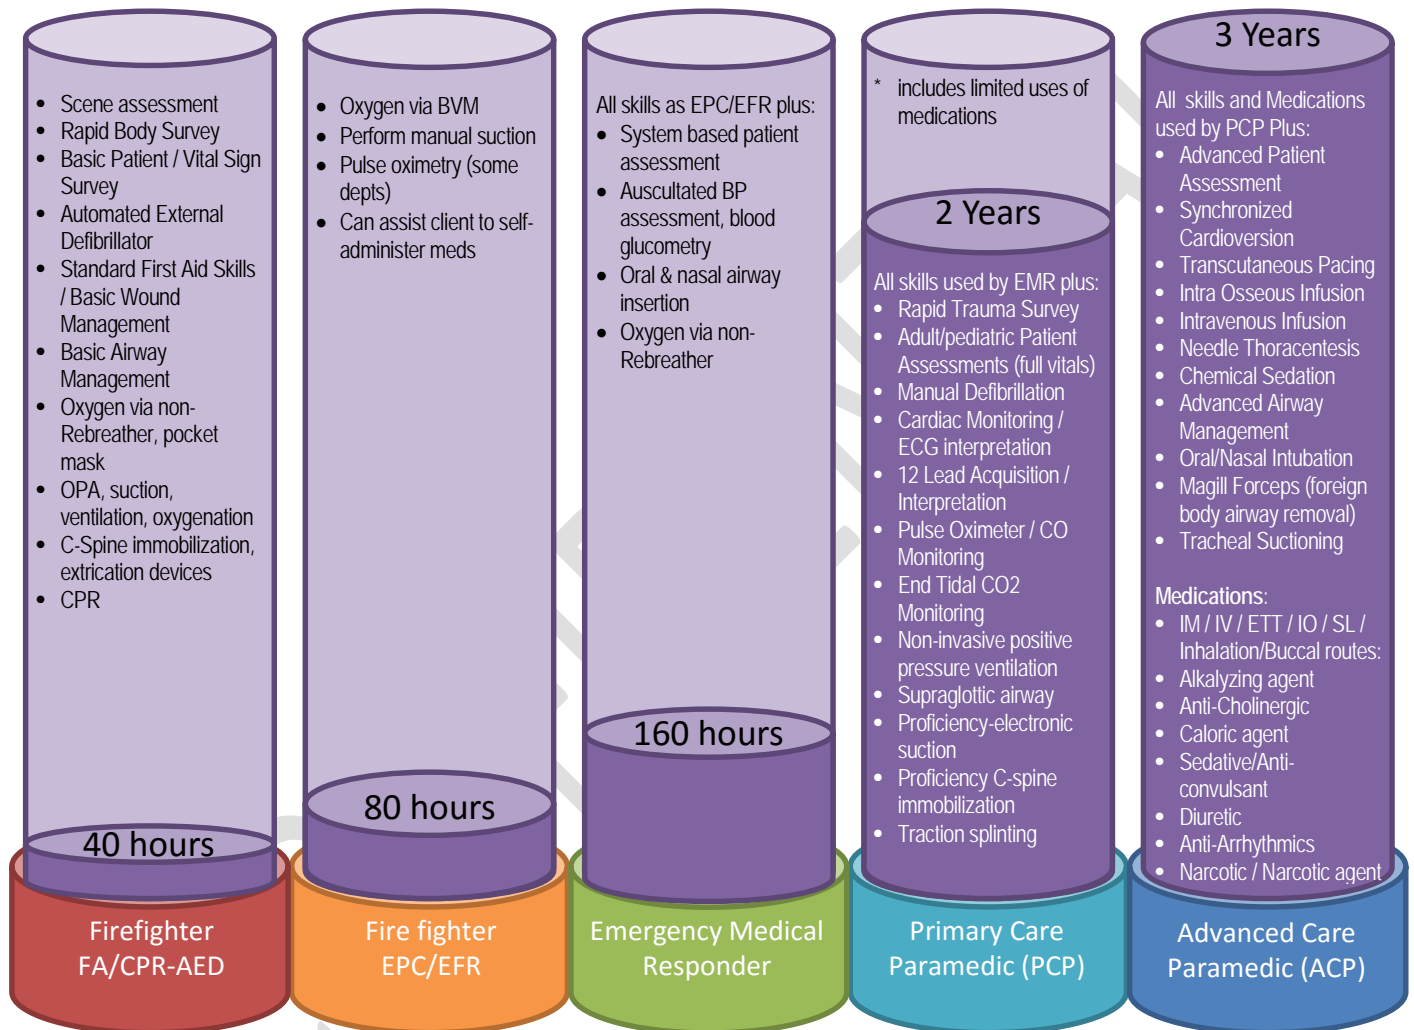 • Scene assessment
• Rapid Body Survey
• Basic Patient / Vital Sign
Survey
• Automated External
Defibrillator
• Standard First Aid Skills
/ Basic Wound
Management
• Basic Airway
Management
• Oxygen via non-
Rebreather, pocket
mask
• OPA, suction,
ventilation, oxygenation
• C-Spine immobilization,
extrication devices
• CPR
40 hours
Firefighter
FA/CPR-AED
• Oxygen via BVM
• Perform manual suction
• Pulse oximetry (some
depts)
• Can assist client to self-
administer meds
80 hours
Fire fighter
EPC/EFR
All skills as EPC/EFR plus:
• System based patient
assessment
• Auscultated BP
assessment, blood
glucometry
• Oral & nasal airway
insertion
• Oxygen via non-
Rebreather
160 hours
Emergency Medical
Responder
* includes limited uses of
medications
2 Years
All skills used by EMR plus:
• Rapid Trauma Survey
• Adult/pediatric Patient
Assessments (full vitals)
• Manual Defibrillation
• Cardiac Monitoring /
ECG interpretation
• 12 Lead Acquisition /
Interpretation
• Pulse Oximeter / CO
Monitoring
• End Tidal CO2
Monitoring
• Non-invasive positive
pressure ventilation
• Supraglottic airway
• Proficiency-electronic
suction
• Proficiency C-spine
immobilization
• Traction splinting
Primary Care
Paramedic (PCP)
3 Years
All skills and Medications
used by PCP Plus:
• Advanced Patient
Assessment
• Synchronized
Cardioversion
• Transcutaneous Pacing
• Intra Osseous Infusion
• Intravenous Infusion
• Needle Thoracentesis
• Chemical Sedation
• Advanced Airway
Management
• Oral/Nasal Intubation
• Magill Forceps (foreign
body airway removal)
• Tracheal Suctioning
Medications:
• IM / IV / ETT / IO / SL /
Inhalation/Buccal routes:
• Alkalyzing agent
• Anti-Cholinergic
• Caloric agent
• Sedative/Anti-
convulsant
• Diuretic
• Anti-Arrhythmics
• Narcotic / Narcotic agent
Advanced Care
Paramedic (ACP)